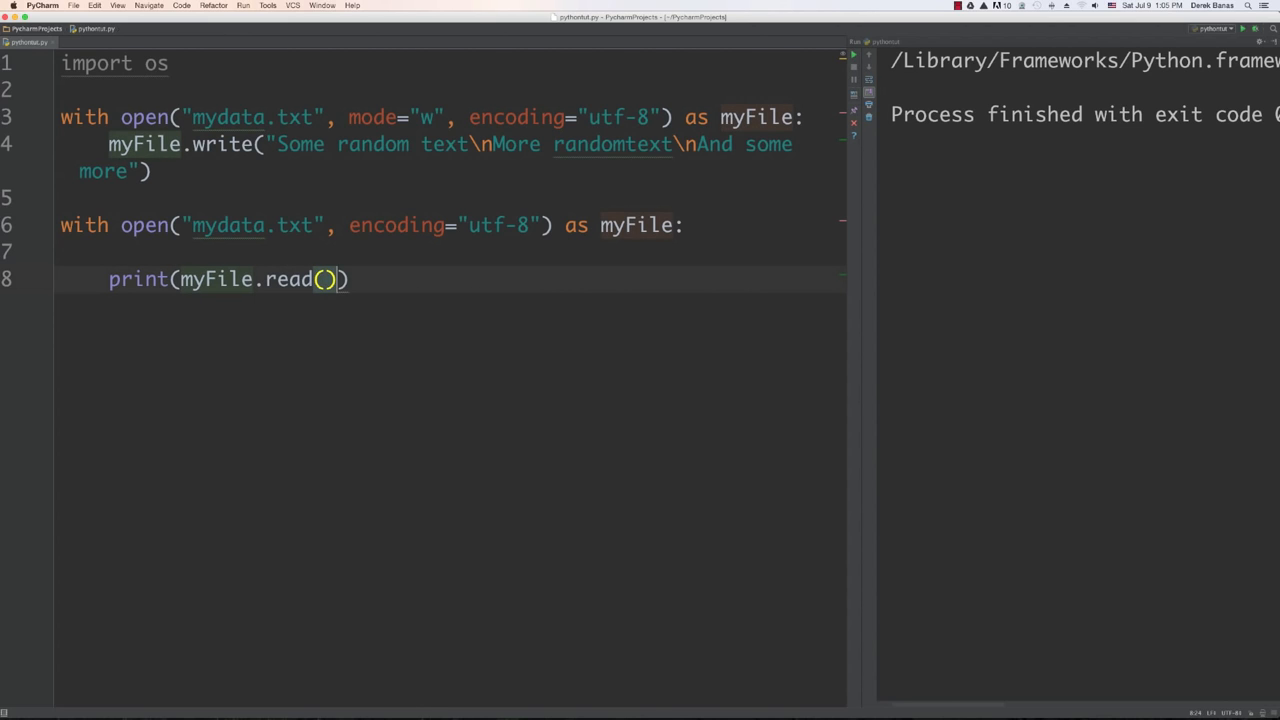 PyCharm File Edit View Navigate Code Refactor Run Tools VCS Window Help 10 Sat Jul 9 1:05 PM Derek Banas
pythontut.py - PycharmProjects - [~/PycharmProjects]
PycharmProjects pythontut.py pythontut
pythontut.py Run pythontut
1 import os
2
3 with open("mydata.txt", mode="w", encoding="utf-8") as myFile:
4 myFile.write("Some random text\nMore randomtext\nAnd some
more")
5
6 with open("mydata.txt", encoding="utf-8") as myFile:
7
8 print(myFile.read())
/Library/Frameworks/Python.framew
Process finished with exit code
8:24 LF÷ UTF-8÷